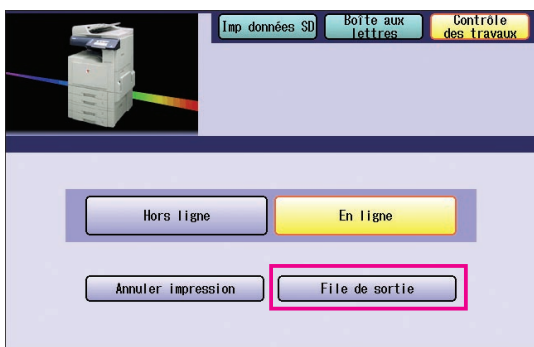 Imp données SD
Boîte aux
lettres
Contrôle
des travaux
Hors ligne
En ligne
Annuler impression
File de sortie